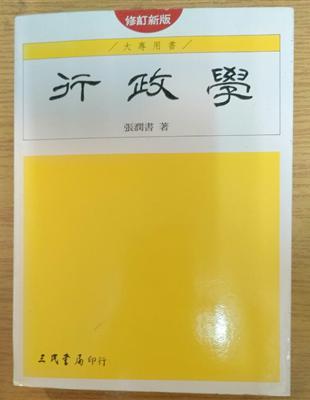 修訂新版
／大專用書／
行政學
張潤書 著
三民書局印行